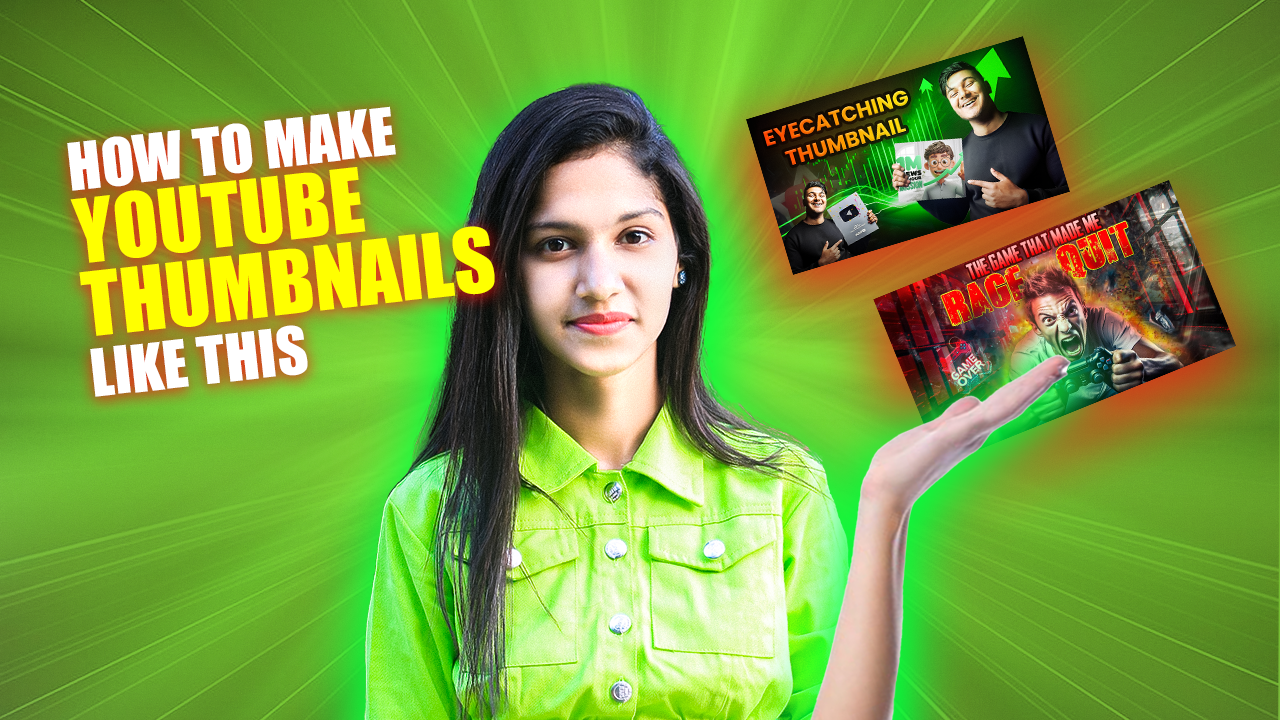 HOW TO MAKE
YOUTUBE
THUMBNAILS
LIKE THIS
EYECATCHING
THUMBNAIL
THE GAME THAT MADE ME
RAGE QUIT
GAME
OVER